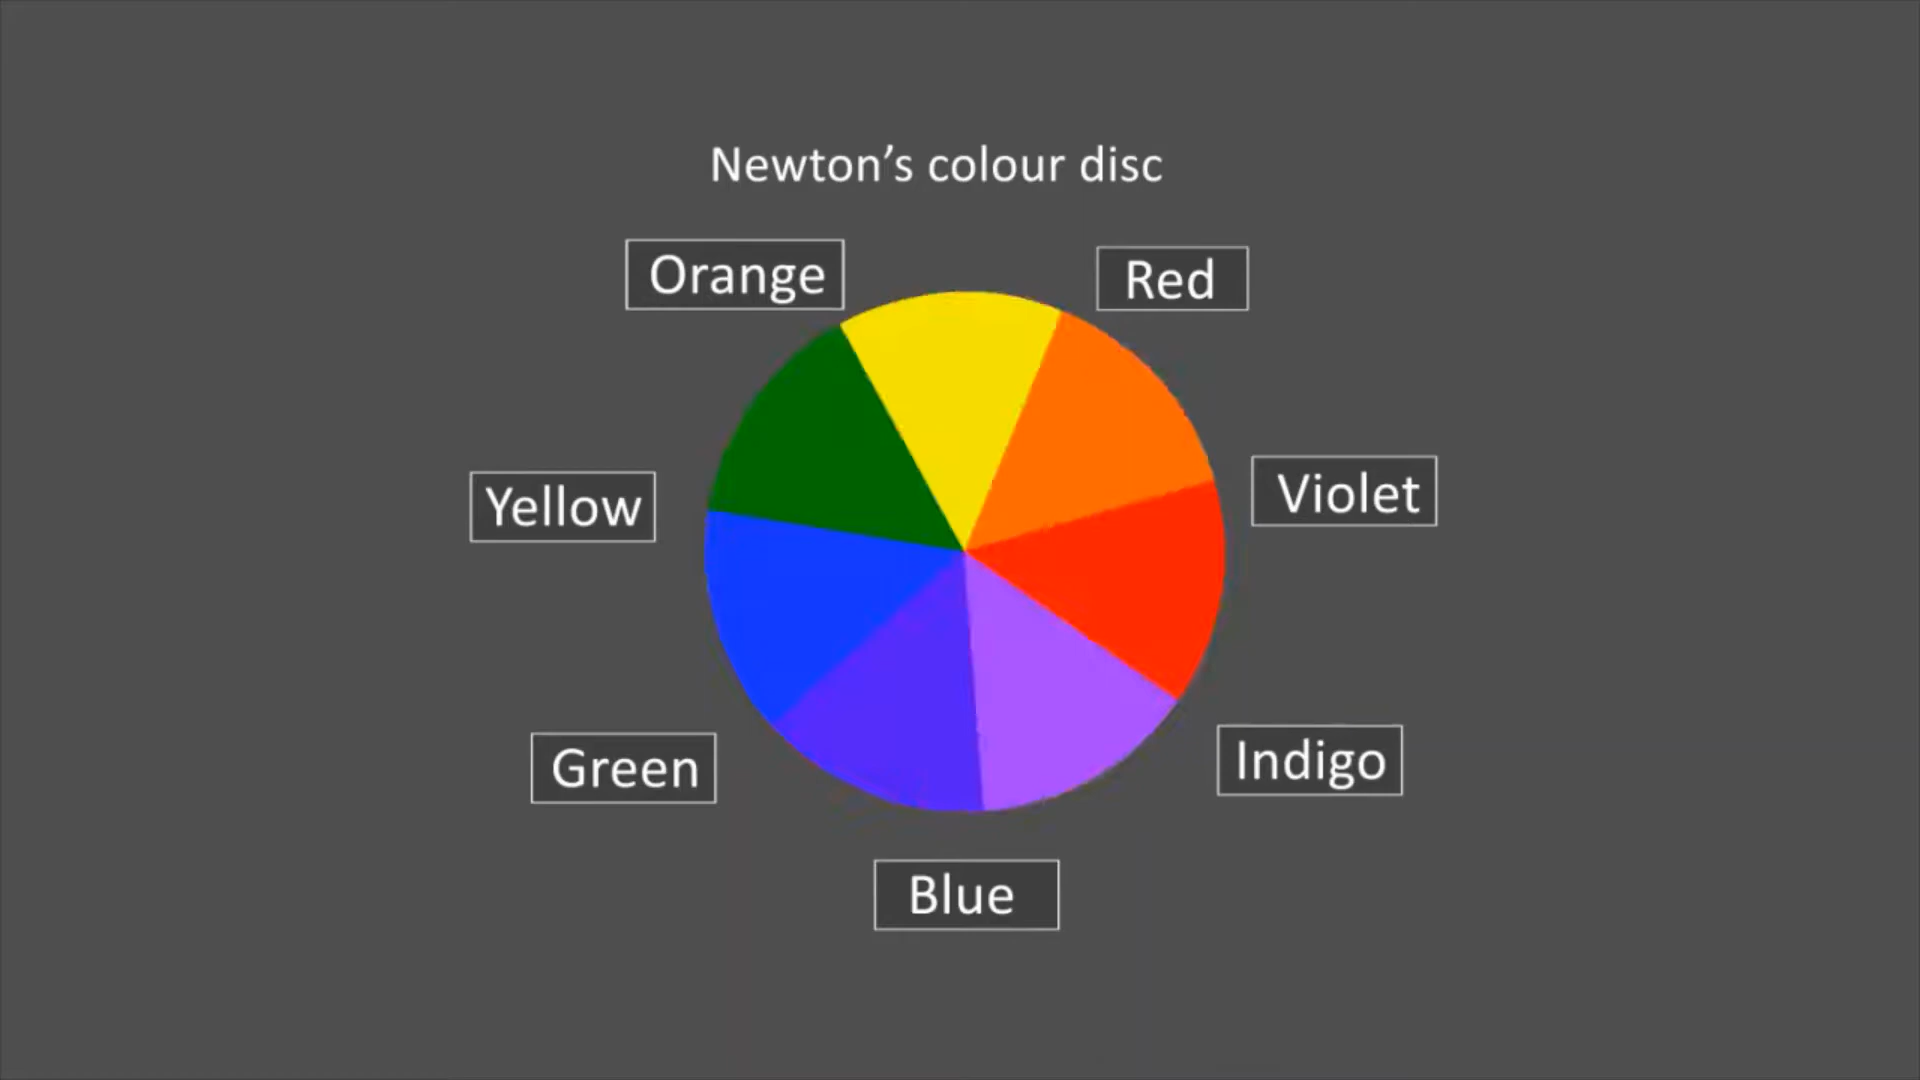 Newton’s colour disc
Orange
Red
Yellow
Violet
Green
Indigo
Blue